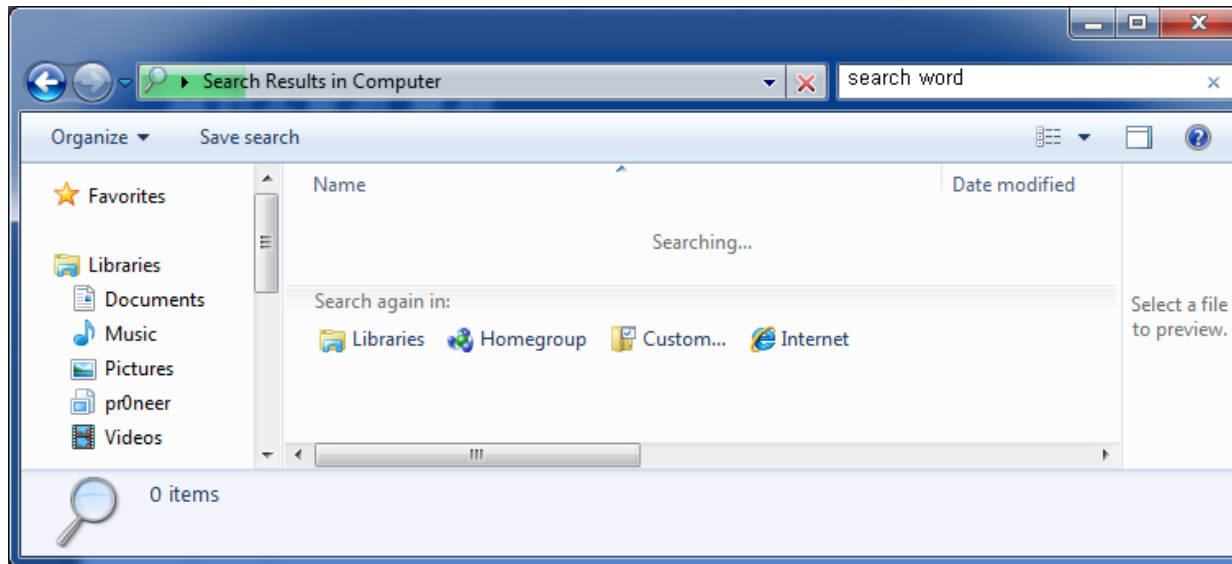 Search Results in Computer
search word
Organize
Save search
Favorites
Libraries
Documents
Music
Pictures
pr0neer
Videos
Name
Date modified
Searching...
Search again in:
Libraries Homegroup Custom... Internet
Select a file
to preview.
0 items